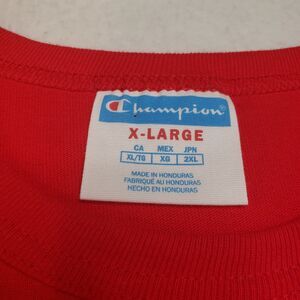 Champion
X-LARGE
CA MEX JPN
XL/TG XG 2XL
MADE IN HONDURAS
FABRIQUÉ AU HONDURAS
HECHO EN HONDURAS